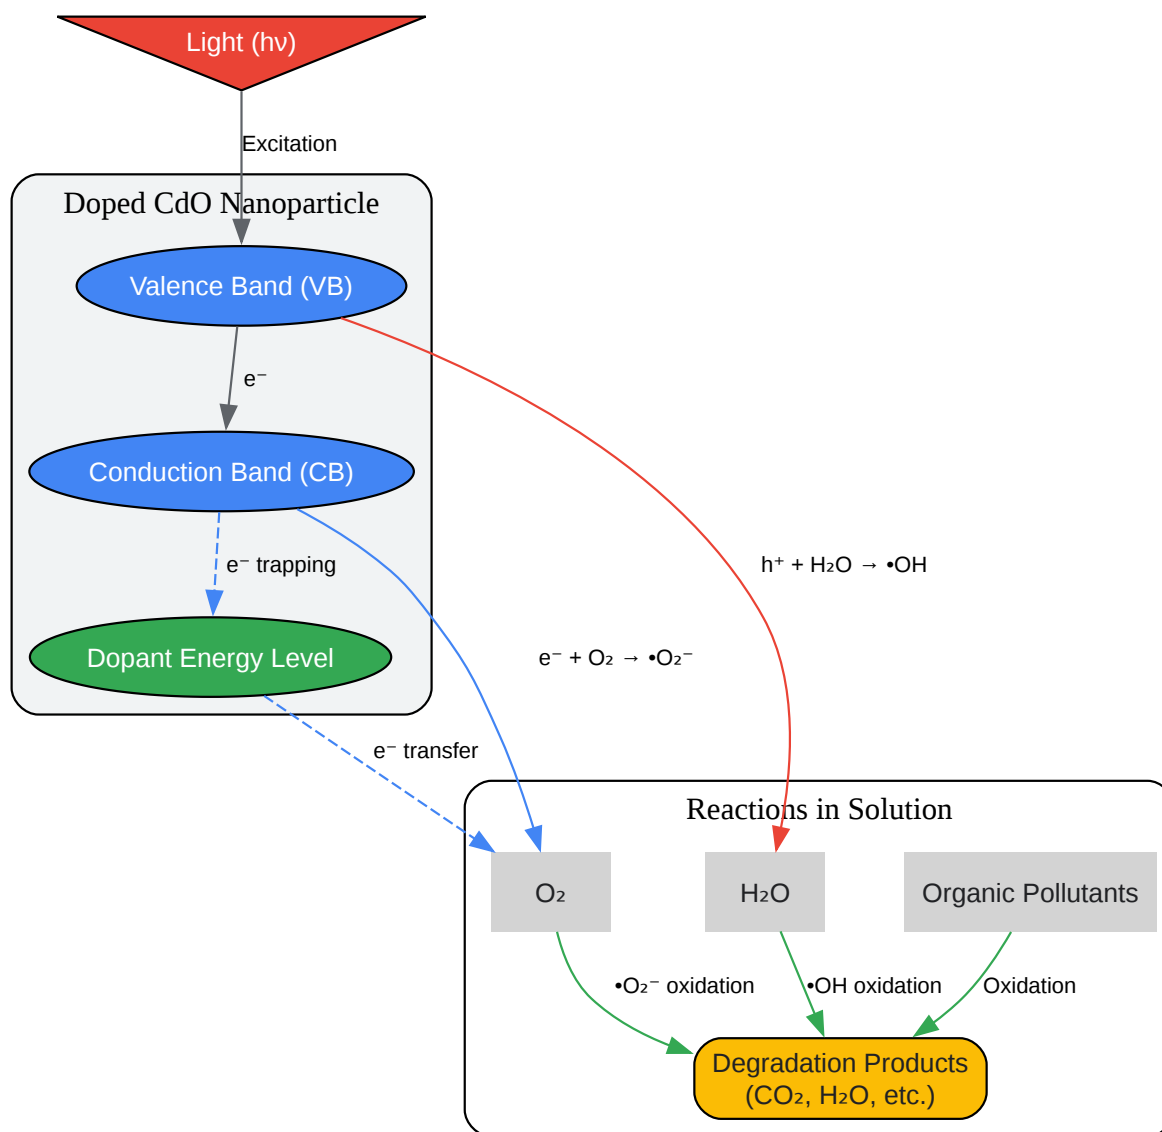 Light (hν)
Excitation
Doped CdO Nanoparticle
Valence Band (VB)
e⁻
Conduction Band (CB)
e⁻ trapping
h⁺ + H₂O → •OH
Dopant Energy Level
e⁻ + O₂ → •O₂⁻
e⁻ transfer
Reactions in Solution
O₂
H₂O
Organic Pollutants
•O₂⁻ oxidation
•OH oxidation
Oxidation
Degradation Products
(CO₂, H₂O, etc.)